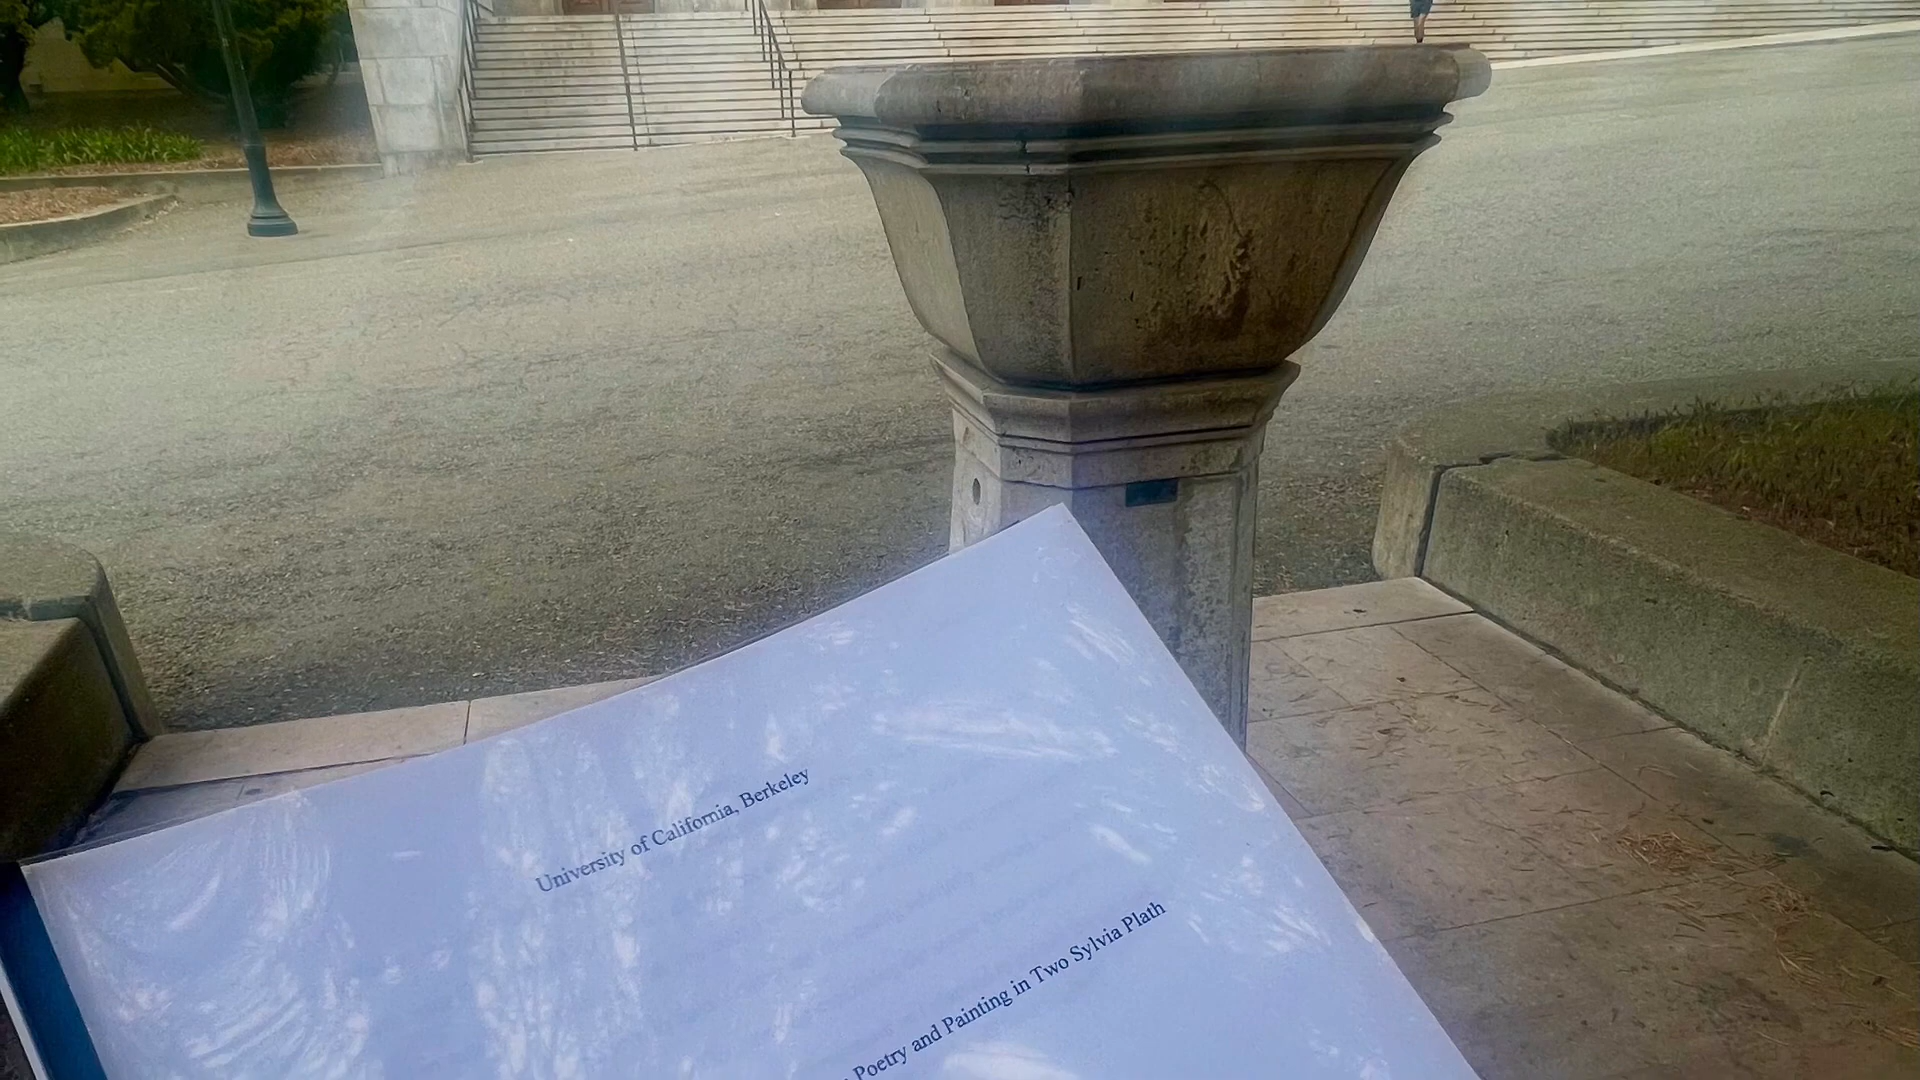 University of California, Berkeley
Poetry and Painting in Two Sylvia Plath